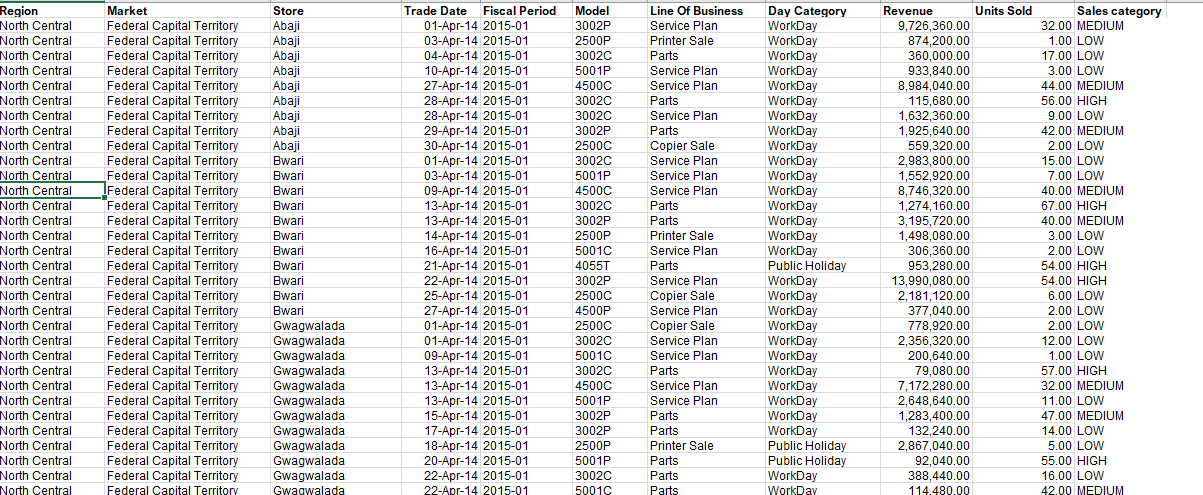 Region Market Store Trade Date Fiscal Period Model Line Of Business Day Category Revenue Units Sold Sales category
North Central Federal Capital Territory Abaji 01-Apr-14 2015-01 3002P Service Plan WorkDay 9,726,360.00 32.00 MEDIUM
North Central Federal Capital Territory Abaji 03-Apr-14 2015-01 2500P Printer Sale WorkDay 874,200.00 1.00 LOW
North Central Federal Capital Territory Abaji 04-Apr-14 2015-01 3002C Parts WorkDay 360,000.00 17.00 LOW
North Central Federal Capital Territory Abaji 10-Apr-14 2015-01 5001P Service Plan WorkDay 933,840.00 3.00 LOW
North Central Federal Capital Territory Abaji 27-Apr-14 2015-01 4500C Service Plan WorkDay 8,984,040.00 44.00 MEDIUM
North Central Federal Capital Territory Abaji 28-Apr-14 2015-01 3002C Parts WorkDay 115,680.00 56.00 HIGH
North Central Federal Capital Territory Abaji 28-Apr-14 2015-01 3002C Service Plan WorkDay 1,632,360.00 9.00 LOW
North Central Federal Capital Territory Abaji 29-Apr-14 2015-01 3002P Parts WorkDay 1,925,640.00 42.00 MEDIUM
North Central Federal Capital Territory Abaji 30-Apr-14 2015-01 2500C Copier Sale WorkDay 559,320.00 2.00 LOW
North Central Federal Capital Territory Bwari 01-Apr-14 2015-01 3002C Service Plan WorkDay 2,983,800.00 15.00 LOW
North Central Federal Capital Territory Bwari 03-Apr-14 2015-01 5001P Service Plan WorkDay 1,552,920.00 7.00 LOW
North Central Federal Capital Territory Bwari 09-Apr-14 2015-01 4500C Service Plan WorkDay 8,746,320.00 40.00 MEDIUM
North Central Federal Capital Territory Bwari 13-Apr-14 2015-01 3002C Parts WorkDay 1,274,160.00 67.00 HIGH
North Central Federal Capital Territory Bwari 13-Apr-14 2015-01 3002P Parts WorkDay 3,195,720.00 40.00 MEDIUM
North Central Federal Capital Territory Bwari 14-Apr-14 2015-01 2500P Printer Sale WorkDay 1,498,080.00 3.00 LOW
North Central Federal Capital Territory Bwari 16-Apr-14 2015-01 5001C Service Plan WorkDay 306,360.00 2.00 LOW
North Central Federal Capital Territory Bwari 21-Apr-14 2015-01 4055T Parts Public Holiday 953,280.00 54.00 HIGH
North Central Federal Capital Territory Bwari 22-Apr-14 2015-01 3002P Service Plan WorkDay 13,990,080.00 54.00 HIGH
North Central Federal Capital Territory Bwari 25-Apr-14 2015-01 2500C Copier Sale WorkDay 2,181,120.00 6.00 LOW
North Central Federal Capital Territory Bwari 27-Apr-14 2015-01 4500P Service Plan WorkDay 377,040.00 2.00 LOW
North Central Federal Capital Territory Gwagwalada 01-Apr-14 2015-01 2500C Copier Sale WorkDay 778,920.00 2.00 LOW
North Central Federal Capital Territory Gwagwalada 01-Apr-14 2015-01 3002C Service Plan WorkDay 2,356,320.00 12.00 LOW
North Central Federal Capital Territory Gwagwalada 09-Apr-14 2015-01 5001C Service Plan WorkDay 200,640.00 1.00 LOW
North Central Federal Capital Territory Gwagwalada 13-Apr-14 2015-01 3002C Parts WorkDay 79,080.00 57.00 HIGH
North Central Federal Capital Territory Gwagwalada 13-Apr-14 2015-01 4500C Service Plan WorkDay 7,172,280.00 32.00 MEDIUM
North Central Federal Capital Territory Gwagwalada 13-Apr-14 2015-01 5001P Service Plan WorkDay 2,648,640.00 11.00 LOW
North Central Federal Capital Territory Gwagwalada 15-Apr-14 2015-01 3002P Parts WorkDay 1,283,400.00 47.00 MEDIUM
North Central Federal Capital Territory Gwagwalada 17-Apr-14 2015-01 3002P Parts WorkDay 132,240.00 14.00 LOW
North Central Federal Capital Territory Gwagwalada 18-Apr-14 2015-01 2500P Printer Sale Public Holiday 2,867,040.00 5.00 LOW
North Central Federal Capital Territory Gwagwalada 20-Apr-14 2015-01 5001P Parts Public Holiday 92,040.00 55.00 HIGH
North Central Federal Capital Territory Gwagwalada 22-Apr-14 2015-01 3002C Parts WorkDay 388,440.00 16.00 LOW
North Central Federal Capital Territory Gwagwalada 22-Apr-14 2015-01 5001C Parts WorkDay 114,480.00 42.00 MEDIUM